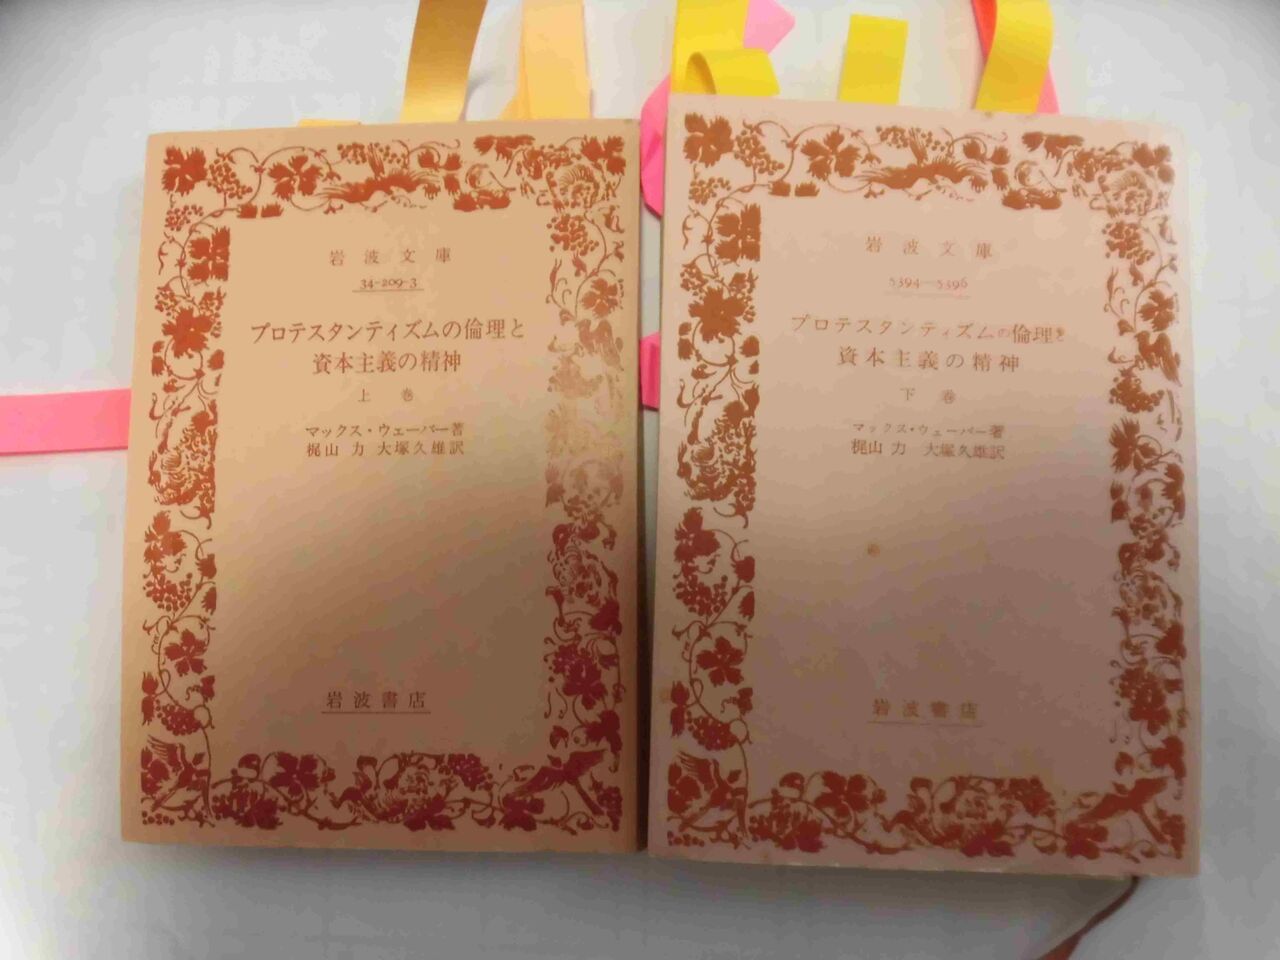 岩波文庫
34-209-3
プロテスタンティズムの倫理と
資本主義の精神
上巻
マックス・ウェーバー著
梶山力 大塚久雄訳
岩波書店
岩波文庫
5394—5396
プロテスタンティズムの倫理と
資本主義の精神
下巻
マックス・ウェーバー著
梶山力 大塚久雄訳
岩波書店